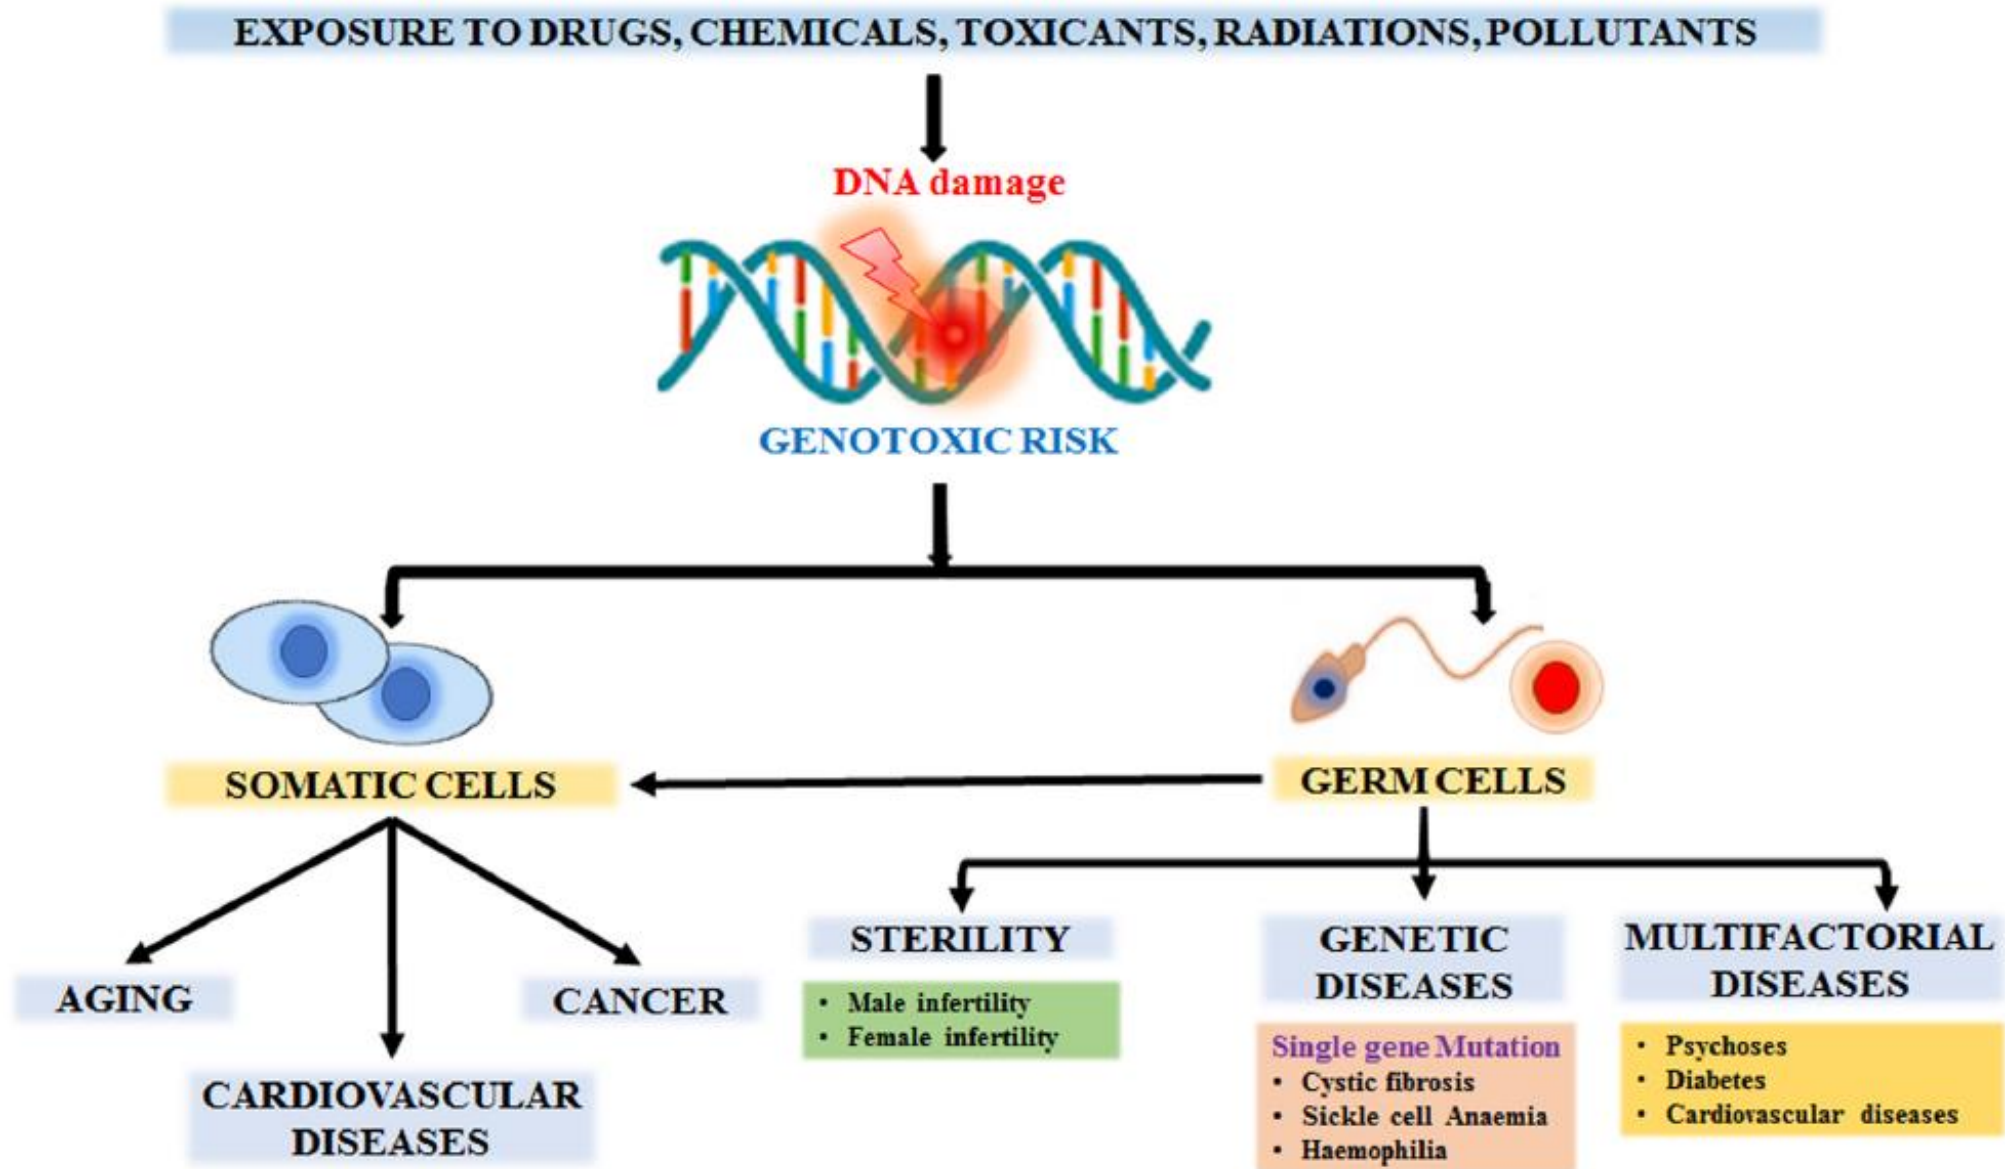 EXPOSURE TO DRUGS, CHEMICALS, TOXICANTS, RADIATIONS, POLLUTANTS
DNA damage
GENOTOXIC RISK
SOMATIC CELLS
GERM CELLS
AGING
CARDIOVASCULAR
DISEASES
CANCER
STERILITY
• Male infertility
• Female infertility
GENETIC
DISEASES
Single gene Mutation
• Cystic fibrosis
• Sickle cell Anaemia
• Haemophilia
MULTIFACTORIAL
DISEASES
• Psychoses
• Diabetes
• Cardiovascular diseases